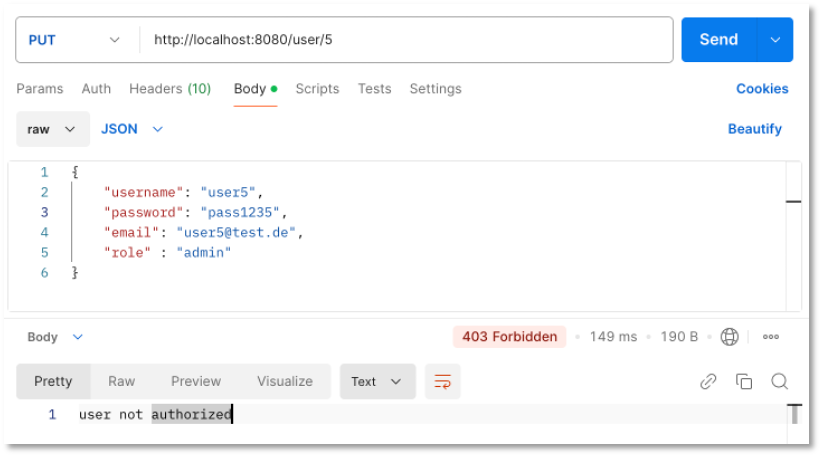 PUT http://localhost:8080/user/5 Send
Params Auth Headers (10) Body Scripts Tests Settings Cookies
raw JSON Beautify
1 {
2 "username": "user5",
3 "password": "pass1235",
4 "email": "user5@test.de",
5 "role" : "admin"
6 }
Body 403 Forbidden 149 ms 190 B
Pretty Raw Preview Visualize Text
1 user not authorized